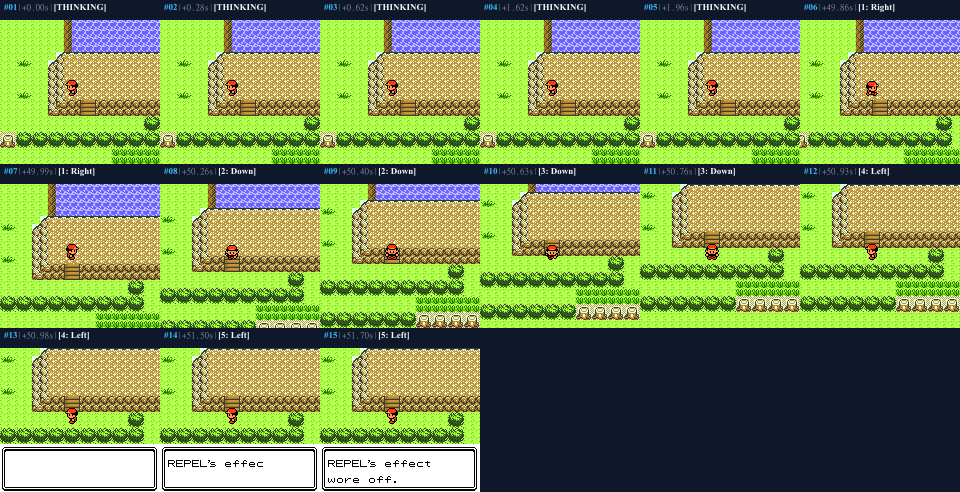 #01|+0.00s|[THINKING]
#02|+0.28s|[THINKING]
#03|+0.62s|[THINKING]
#04|+1.62s|[THINKING]
#05|+1.96s|[THINKING]
#06|+49.86s|[1: Right]
#07|+49.99s|[1: Right]
#08|+50.26s|[2: Down]
#09|+50.40s|[2: Down]
#10|+50.63s|[3: Down]
#11|+50.76s|[3: Down]
#12|+50.93s|[4: Left]
#13|+50.98s|[4: Left]
#14|+51.50s|[5: Left]
#15|+51.70s|[5: Left]
REPEL's effec
REPEL's effect
wore off.